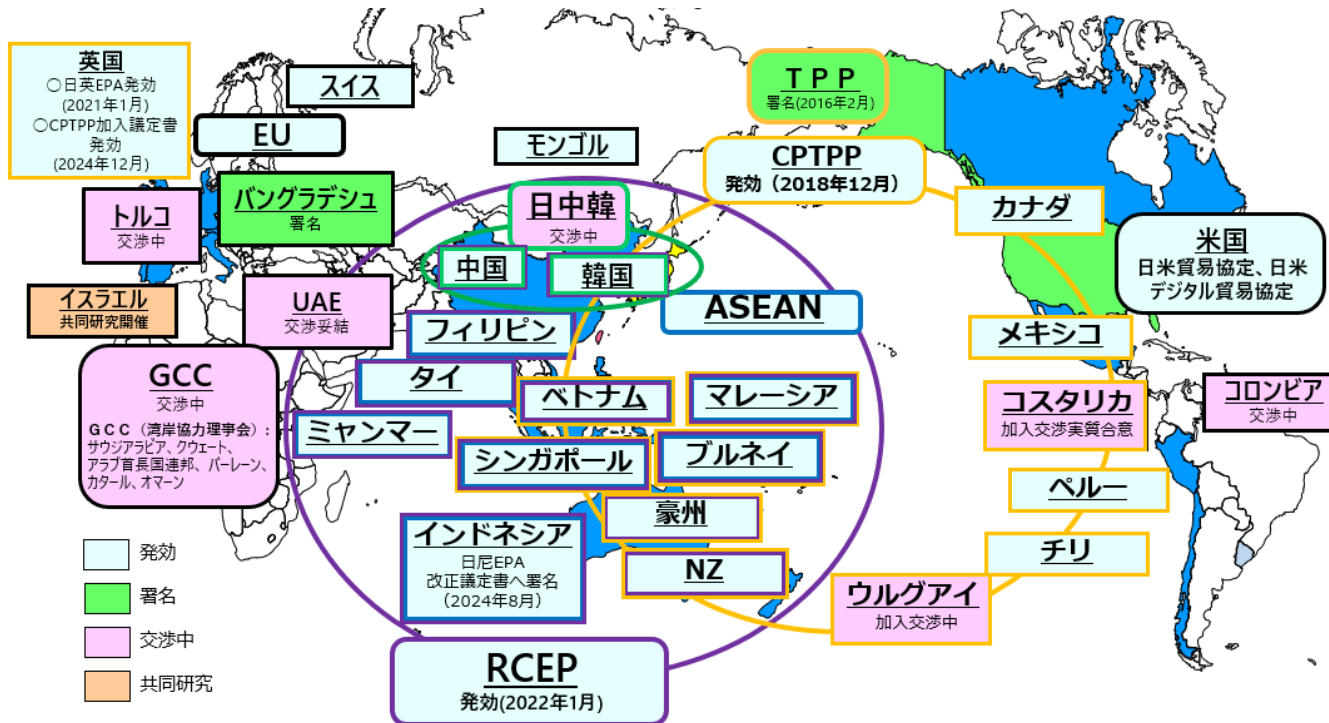 英国
○日英EPA発効
(2021年1月)
○CPTPP加入議定書
発効
(2024年12月)
スイス
EU
モンゴル
ＴＰＰ
署名(2016年2月)
CPTPP
発効（2018年12月）
カナダ
米国
日米貿易協定、日米
デジタル貿易協定
トルコ
交渉中
バングラデシュ
署名
日中韓
交渉中
中国
韓国
イスラエル
共同研究開催
UAE
交渉妥結
ASEAN
フィリピン
メキシコ
GCC
交渉中
ＧＣＣ（湾岸協力理事会）:
サウジアラビア、クウェート、
アラブ首長国連邦、バーレーン、
カタール、オマーン
タイ
ベトナム
マレーシア
コスタリカ
加入交渉実質合意
コロンビア
交渉中
ミャンマー
シンガポール
ブルネイ
ペルー
豪州
インドネシア
日尼EPA
改正議定書へ署名
（2024年8月）
NZ
チリ
ウルグアイ
加入交渉中
発効
署名
交渉中
共同研究
RCEP
発効(2022年1月)